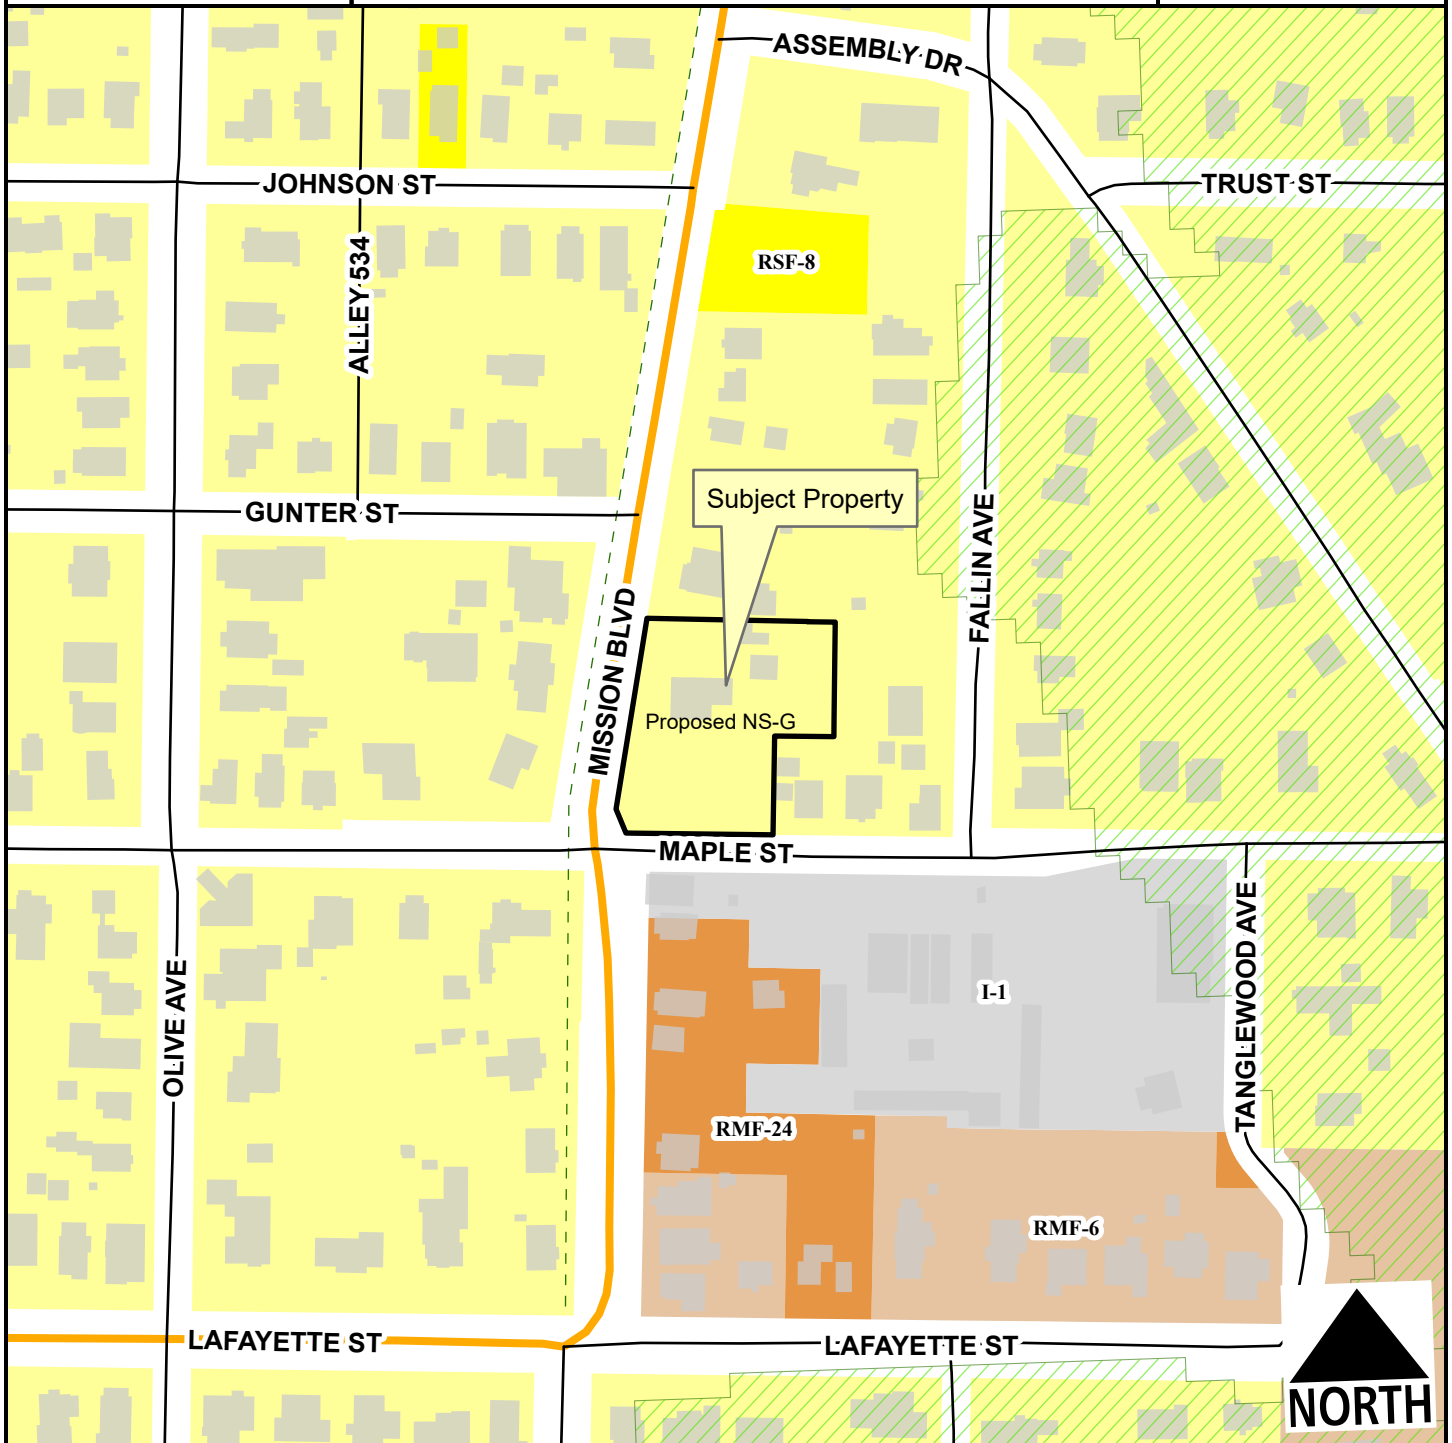 ASSEMBLY DR
JOHNSON ST
TRUST ST
RSF-8
ALLEY 534
Subject Property
GUNTER ST
FALLIN AVE
MISSION BLVD
Proposed NS-G
MAPLE ST
TANGLEWOOD AVE
OLIVE AVE
I-1
RMF-24
RMF-6
LAFAYETTE ST
LAFAYETTE ST
NORTH